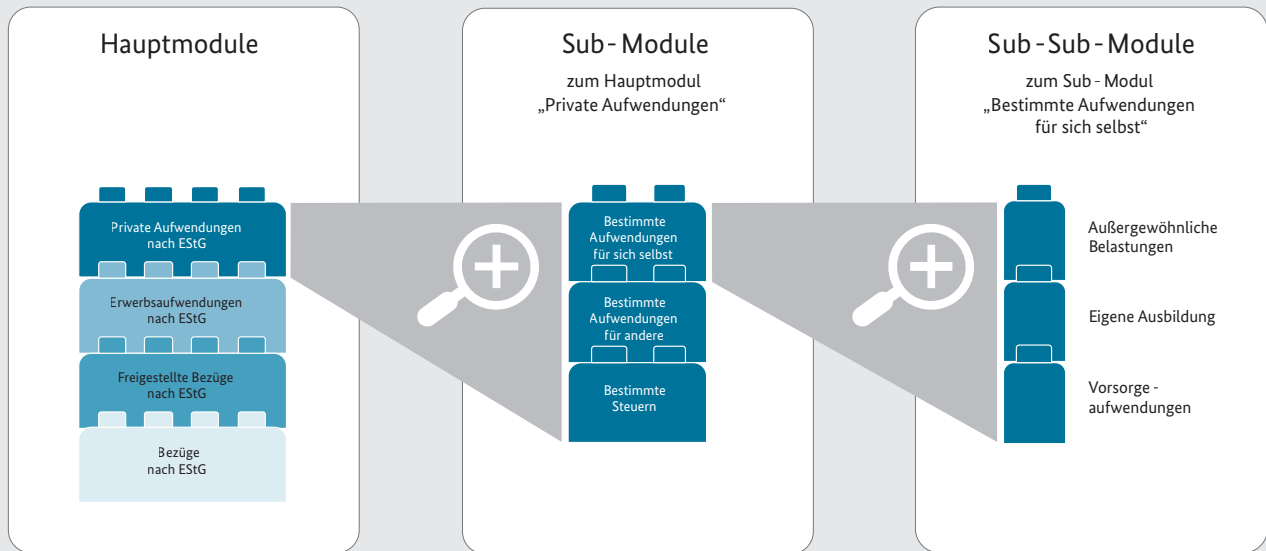 Hauptmodule
Private Aufwendungen
nach EStG
Erwerbsaufwendungen
nach EStG
Freigestellte Bezüge
nach EStG
Bezüge
nach EStG
Sub-Module
zum Hauptmodul
„Private Aufwendungen“
Bestimmte
Aufwendungen
für sich selbst
Bestimmte
Aufwendungen
für andere
Bestimmte
Steuern
Sub-Sub-Module
zum Sub-Modul
„Bestimmte Aufwendungen
für sich selbst“
Außergewöhnliche
Belastungen
Eigene Ausbildung
Vorsorge-
aufwendungen